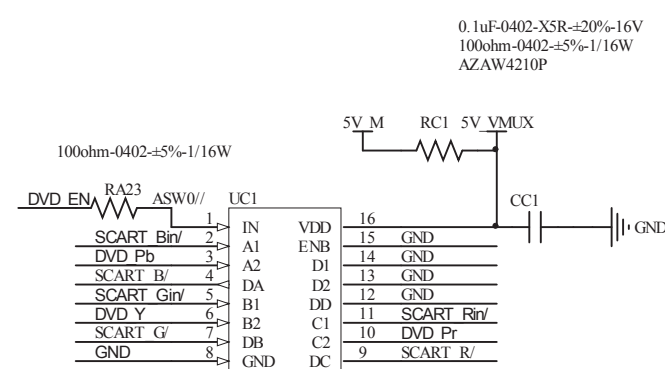 0.1uF-0402-X5R-±20%-16V
100ohm-0402-±5%-1/16W
AZAW4210P
5V_M RC1 5V_VMUX
100ohm-0402-±5%-1/16W
DVD_EN RA23 ASW0// UC1 CC1
GND
1 IN VDD 16
SCART_Bin/ 2 A1 ENB 15 GND
DVD_Pb 3 A2 D1 14 GND
SCART_B/ 4 DA D2 13 GND
SCART_Gin/ 5 B1 DD 12 GND
DVD_Y 6 B2 C1 11 SCART_Rin/
SCART_G/ 7 DB C2 10 DVD_Pr
GND 8 GND DC 9 SCART_R/